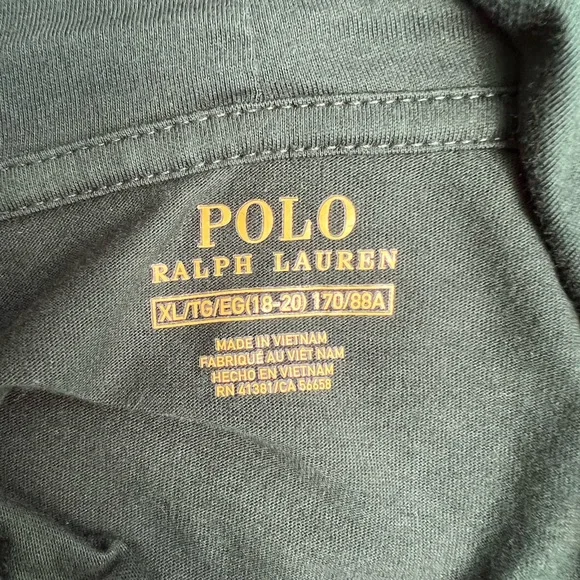 POLO
RALPH LAUREN
XL/TG/EG(18-20) 170/88A
MADE IN VIETNAM
FABRIQUÉ AU VIÊT NAM
HECHO EN VIETNAM
RN 41381/CA 56658